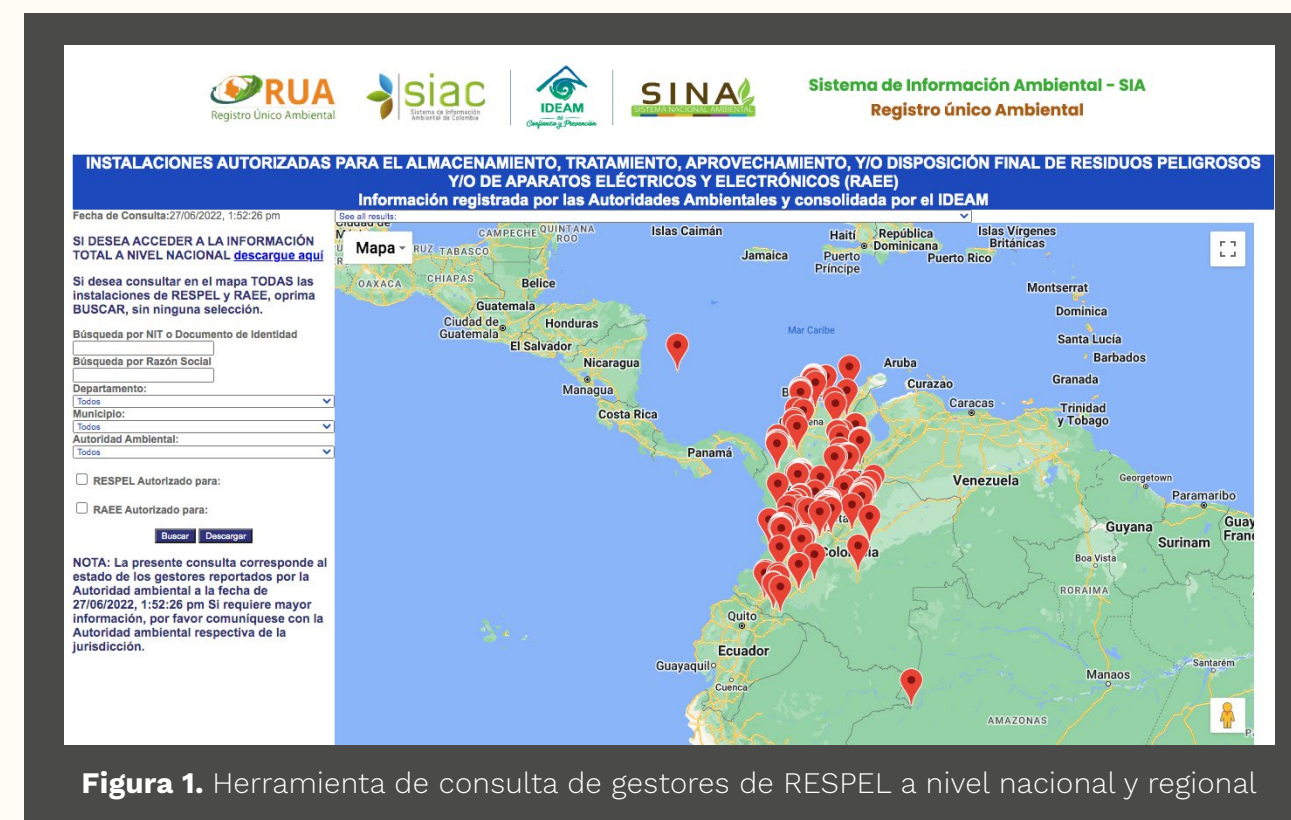 RUA
Registro Único Ambiental
siac
Sistema de Información
Ambiental de Colombia
IDEAM
Confianza y Prevención
SINA
SISTEMA NACIONAL AMBIENTAL
Sistema de Información Ambiental - SIA
Registro único Ambiental
INSTALACIONES AUTORIZADAS PARA EL ALMACENAMIENTO, TRATAMIENTO, APROVECHAMIENTO, Y/O DISPOSICIÓN FINAL DE RESIDUOS PELIGROSOS
Y/O DE APARATOS ELÉCTRICOS Y ELECTRÓNICOS (RAEE)
Información registrada por las Autoridades Ambientales y consolidada por el IDEAM
Fecha de Consulta:27/06/2022, 1:52:26 pm
SI DESEA ACCEDER A LA INFORMACIÓN
TOTAL A NIVEL NACIONAL descargue aquí
Si desea consultar en el mapa TODAS las
instalaciones de RESPEL y RAEE, oprima
BUSCAR, sin ninguna selección.
Búsqueda por NIT o Documento de Identidad
Búsqueda por Razón Social
Departamento:
Todos
Municipio:
Todos
Autoridad Ambiental:
Todos
RESPEL Autorizado para:
RAEE Autorizado para:
Buscar Descargar
NOTA: La presente consulta corresponde al
estado de los gestores reportados por la
Autoridad ambiental a la fecha de
27/06/2022, 1:52:26 pm Si requiere mayor
información, por favor comuníquese con la
Autoridad ambiental respectiva de la
jurisdicción.
See all results:
Mapa
CAMPECHE
QUINTANA
ROO
TABASCO
OAXACA
CHIAPAS
Belice
Guatemala
Ciudad de
Guatemala
Honduras
El Salvador
Nicaragua
Managua
Costa Rica
Panamá
Islas Caimán
Jamaica
Haití
Puerto
Príncipe
República
Dominicana
Puerto Rico
Islas Vírgenes
Británicas
Montserrat
Dominica
Santa Lucía
Barbados
Granada
Trinidad
y Tobago
Mar Caribe
Aruba
Curazao
Caracas
Venezuela
Georgetown
Paramaribo
Guyana
Surinam
Guay
Fran
Boa Vista
RORAIMA
Quito
Ecuador
Guayaquil
Cuenca
Manaos
Santarém
AMAZONAS
Figura 1. Herramienta de consulta de gestores de RESPEL a nivel nacional y regional